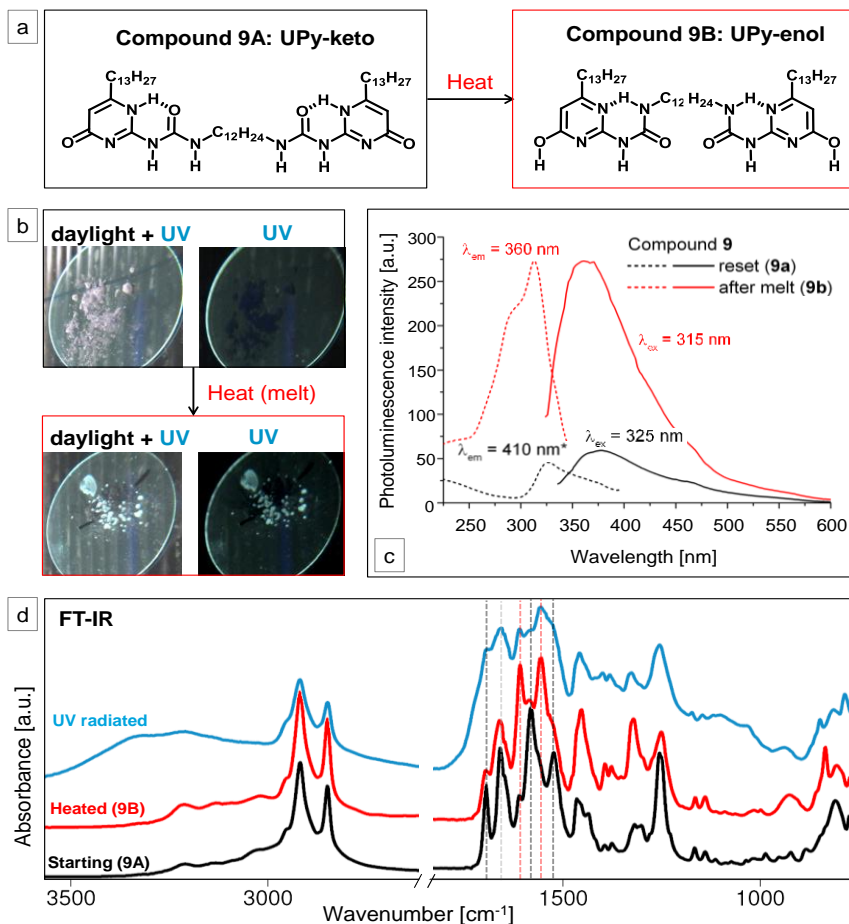 a
Compound 9A: UPy-keto
C13H27
C13H27
H
O
O
H
N
N
O
N
N
N
C12H24
N
N
N
O
H
H
H
H
Heat
Compound 9B: UPy-enol
C13H27
C13H27
N
H
N
C12H24
N
H
N
HO
N
N
O
O
N
N
OH
H
H
b
daylight + UV
UV
Heat (melt)
daylight + UV
UV
c
Photoluminescence intensity [a.u.]
300
250
200
150
100
50
0
λem = 360 nm
Compound 9
reset (9a)
after melt (9b)
λex = 315 nm
λem = 410 nm*
λex = 325 nm
250
300
350
400
450
500
550
600
Wavelength [nm]
d
FT-IR
Absorbance [a.u.]
UV radiated
Heated (9B)
Starting (9A)
3500
3000
1500
1000
Wavenumber [cm-1]